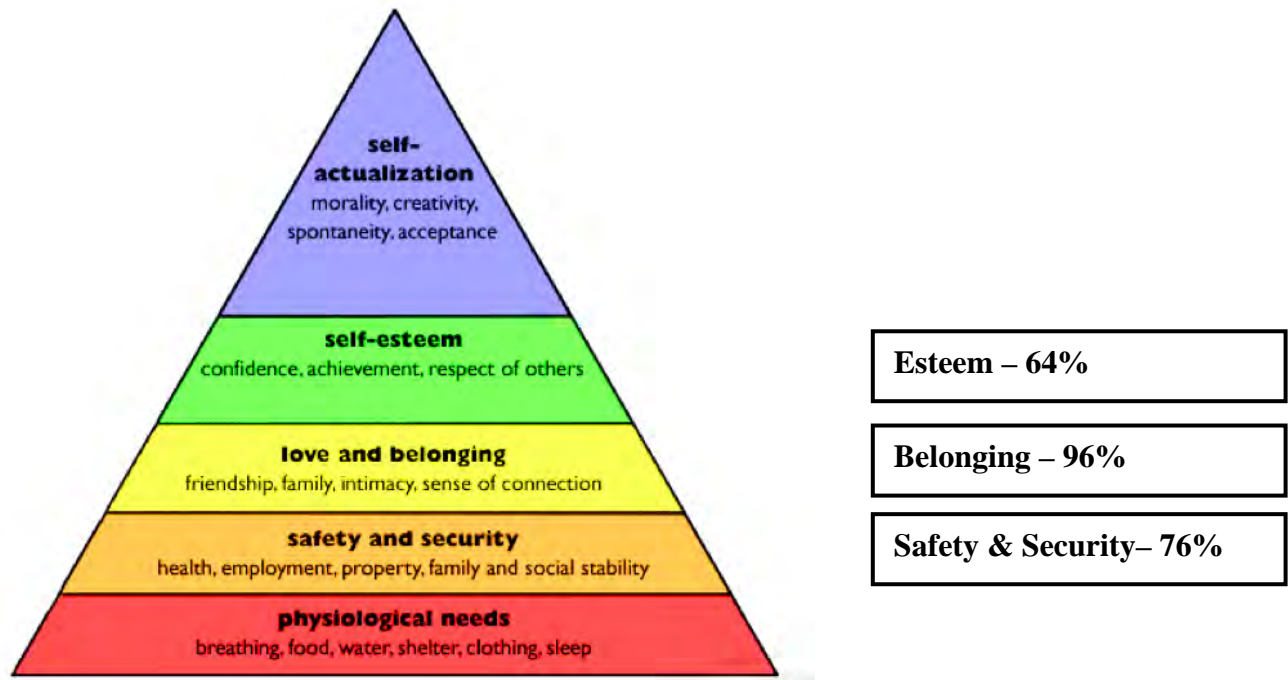 self-
actualization
morality, creativity,
spontaneity, acceptance
self-esteem
confidence, achievement, respect of others
love and belonging
friendship, family, intimacy, sense of connection
safety and security
health, employment, property, family and social stability
physiological needs
breathing, food, water, shelter, clothing, sleep
Esteem – 64%
Belonging – 96%
Safety & Security– 76%